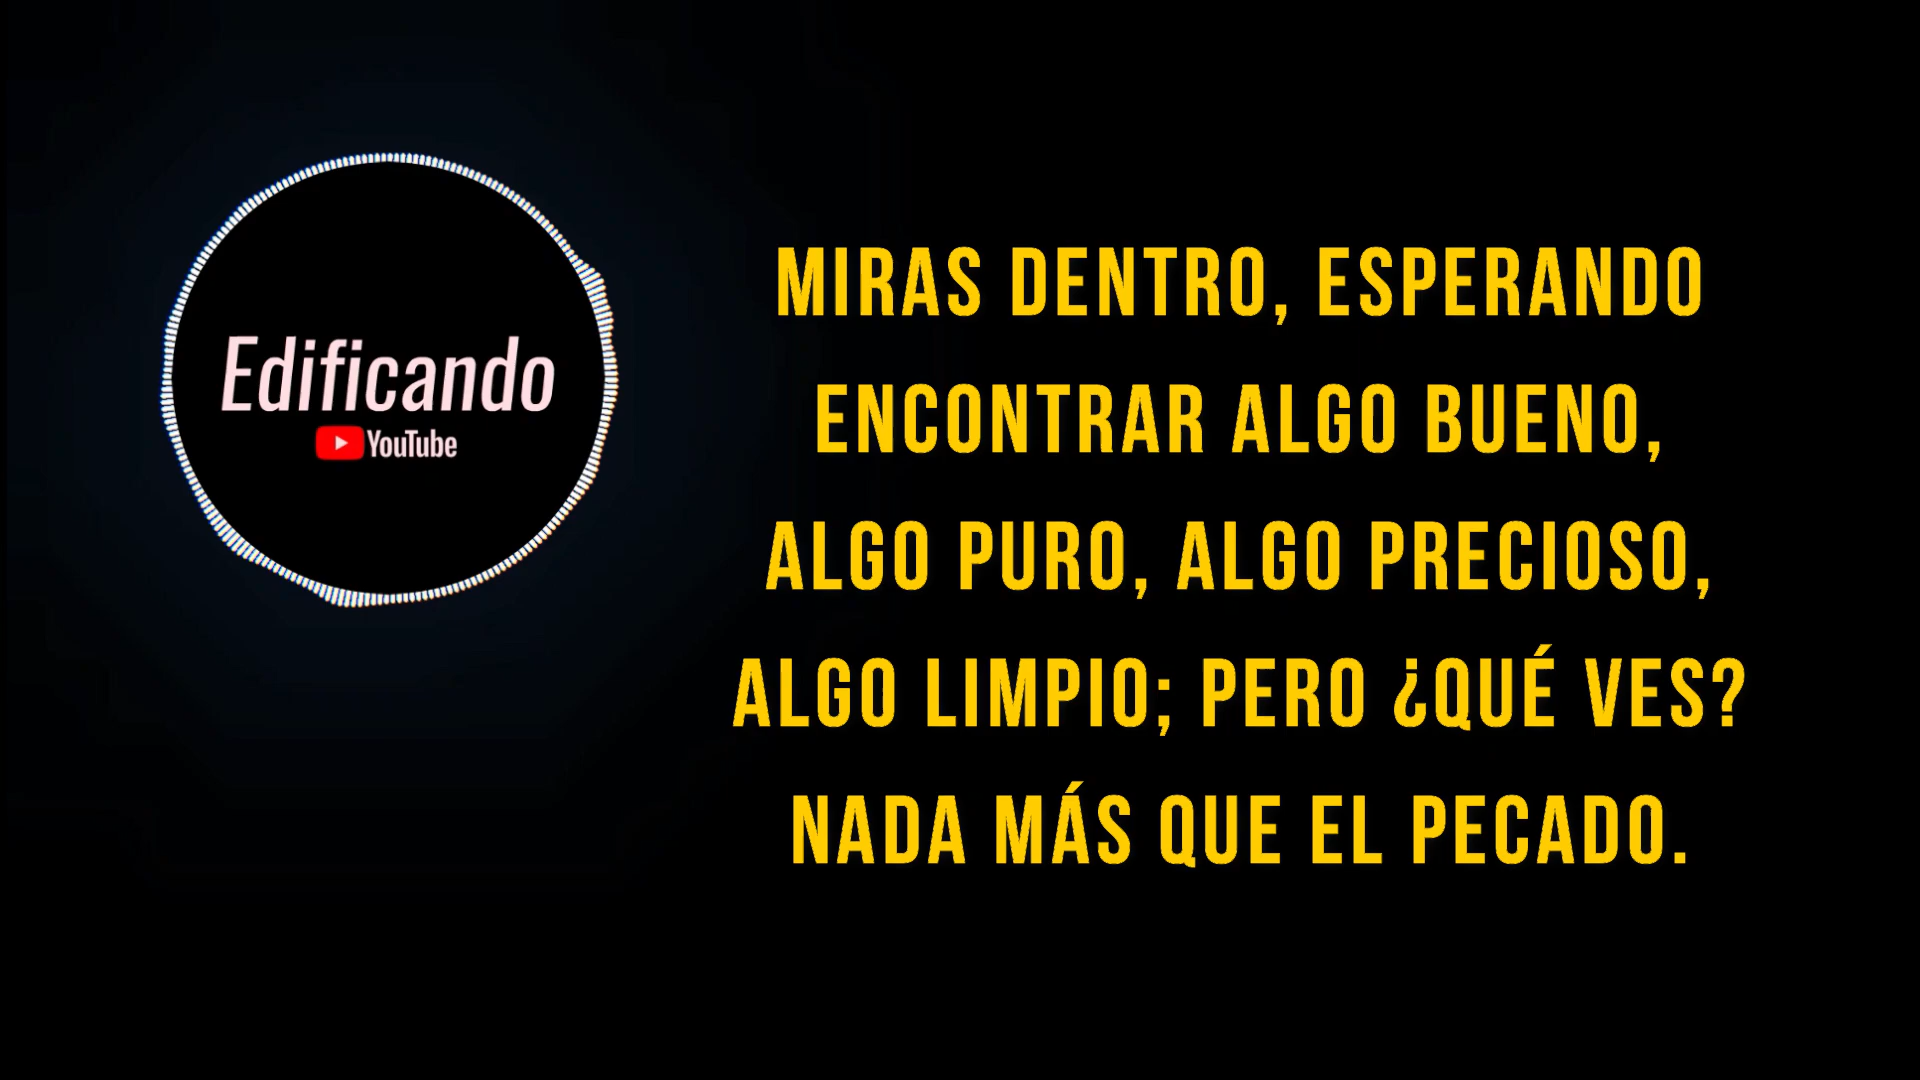 Edificando
YouTube
MIRAS DENTRO, ESPERANDO
ENCONTRAR ALGO BUENO,
ALGO PURO, ALGO PRECIOSO,
ALGO LIMPIO; PERO ¿QUÉ VES?
NADA MÁS QUE EL PECADO.